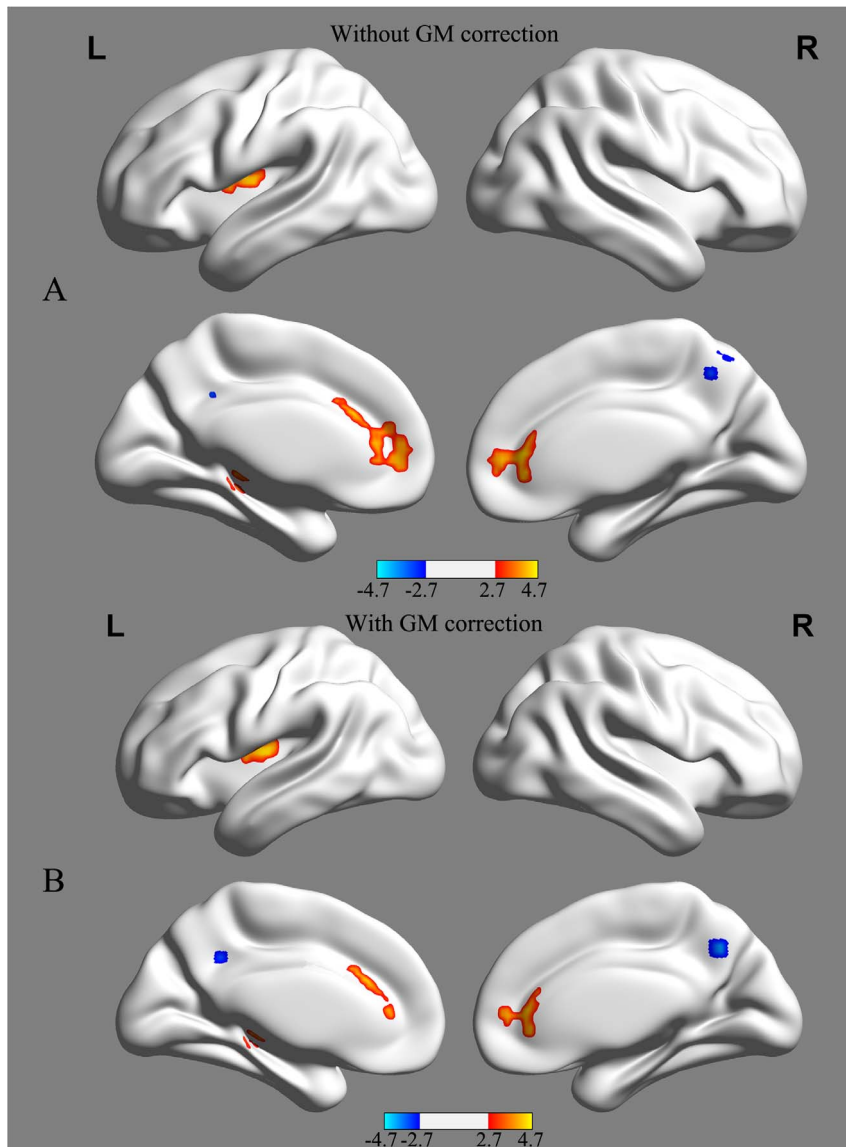 Without GM correction
L R
A
-4.7 -2.7 2.7 4.7
With GM correction
L R
B
-4.7 -2.7 2.7 4.7